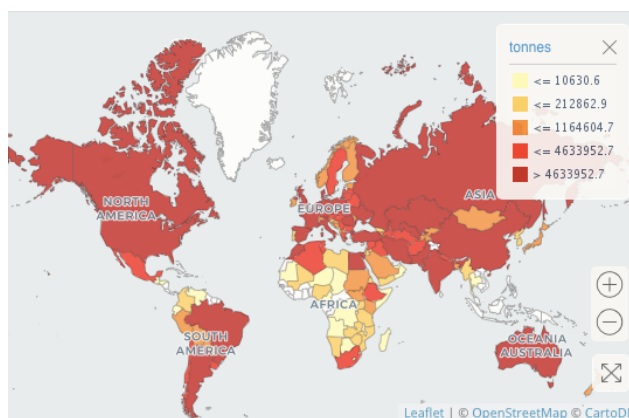 tonnes
<= 10630.6
<= 212862.9
<= 1164604.7
<= 4633952.7
> 4633952.7
NORTH
AMERICA
EUROPE
ASIA
AFRICA
SOUTH
AMERICA
OCEANIA
AUSTRALIA
Leaflet | © OpenStreetMap © CartoD